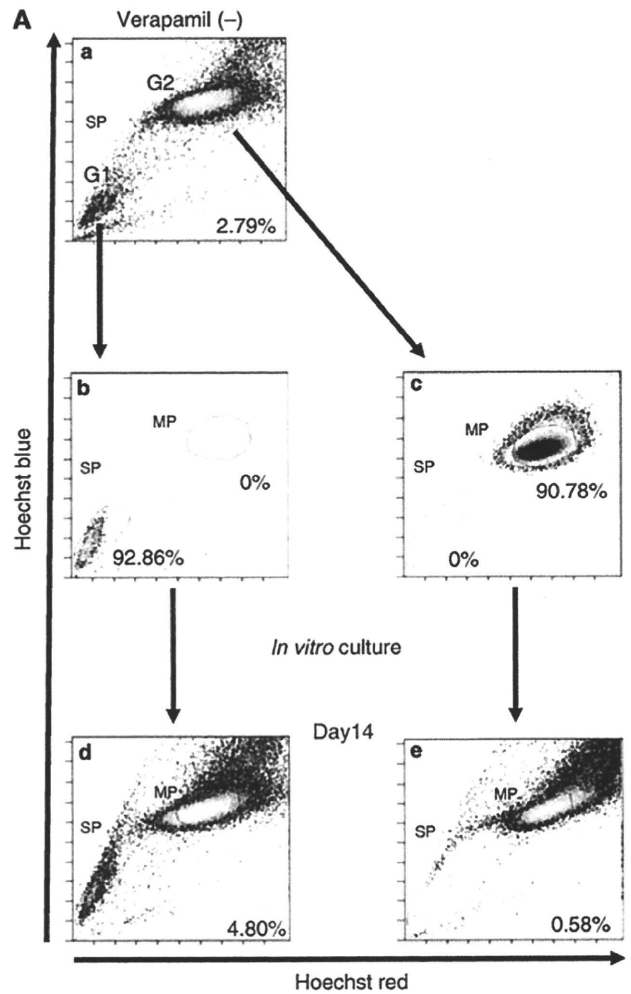 A
Verapamil (–)
a
G2
SP
G1
2.79%
b
MP
SP
0%
92.86%
c
MP
SP
90.78%
0%
In vitro culture
Day14
d
MP
SP
4.80%
e
MP
SP
0.58%
Hoechst blue
Hoechst red